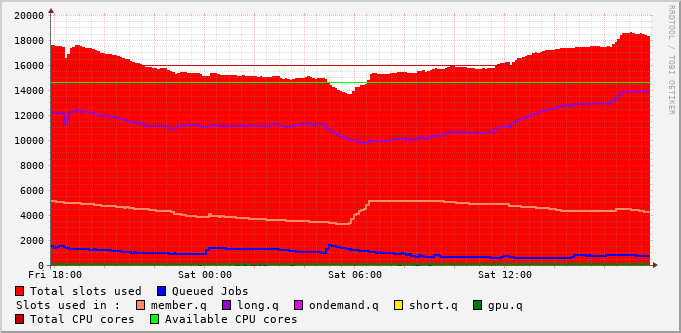 20000
18000
16000
14000
12000
10000
8000
6000
4000
2000
0
Fri 18:00 Sat 00:00 Sat 06:00 Sat 12:00
Total slots used Queued Jobs
Slots used in : member.q long.q ondemand.q short.q gpu.q
Total CPU cores Available CPU cores
RRDTOOL / TOBI OETIKER